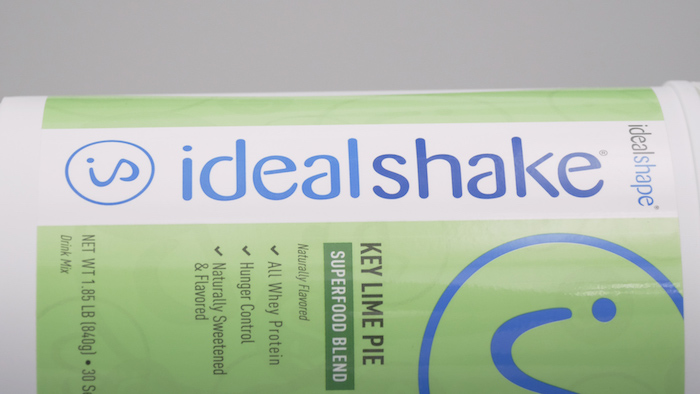 idealshape®
is
idealshake®
KEY LIME PIE
SUPERFOOD BLEND
Naturally Flavored
✓ All Whey Protein
✓ Hunger Control
✓ Naturally Sweetened
& Flavored
NET WT 1.85 LB (840g) • 30
Drink Mix